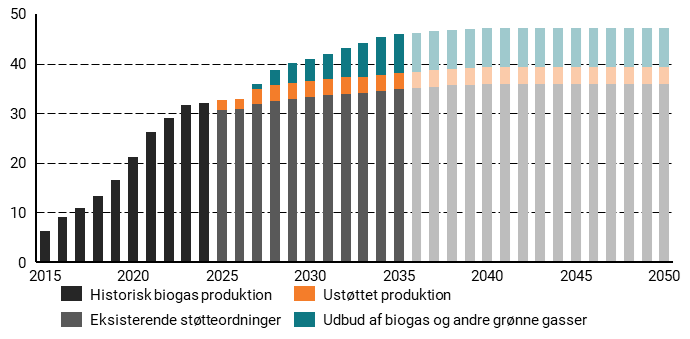 50
40
30
20
10
0
2015 2020 2025 2030 2035 2040 2045 2050
Historisk biogas produktion Ustøttet produktion
Eksisterende støtteordninger Udbud af biogas og andre grønne gasser